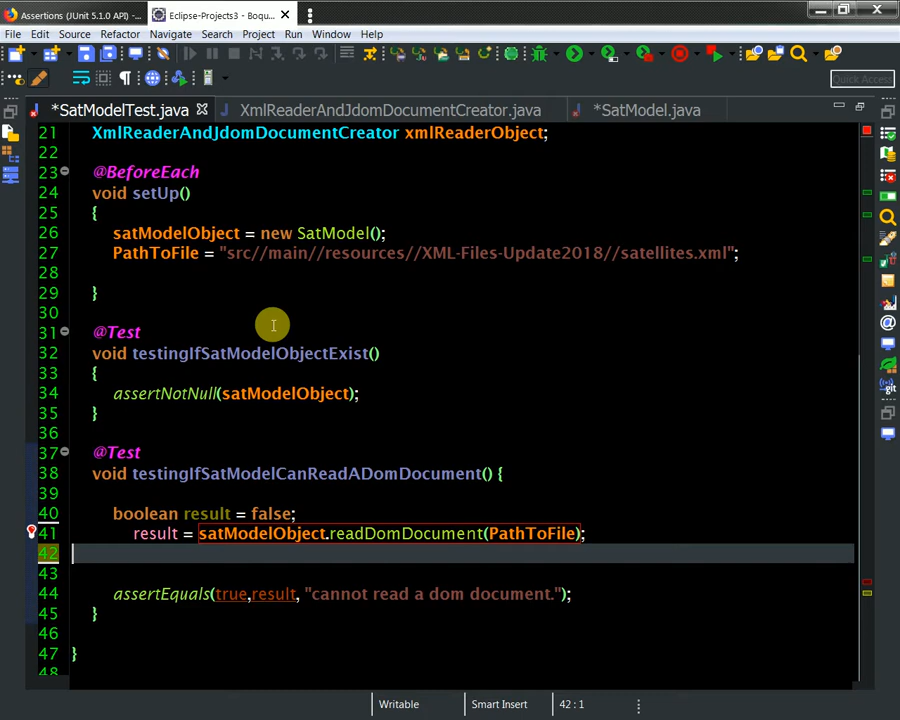 Assertions (JUnit 5.1.0 API) - ...
Eclipse-Projects3 - Boqu...
File Edit Source Refactor Navigate Search Project Run Window Help
Quick Access
*SatModelTest.java XmlReaderAndJdomDocumentCreator.java *SatModel.java
21 XmlReaderAndJdomDocumentCreator xmlReaderObject;
22
23 @BeforeEach
24 void setUp()
25 {
26 satModelObject = new SatModel();
27 PathToFile = "src//main//resources//XML-Files-Update2018//satellites.xml";
28
29 }
30
31 @Test
32 void testingIfSatModelObjectExist()
33 {
34 assertNotNull(satModelObject);
35 }
36
37 @Test
38 void testingIfSatModelCanReadADomDocument() {
39
40 boolean result = false;
41 result = satModelObject.readDomDocument(PathToFile);
42
43
44 assertEquals(true,result, "cannot read a dom document.");
45 }
46
47 }
48
Writable Smart Insert 42 : 1